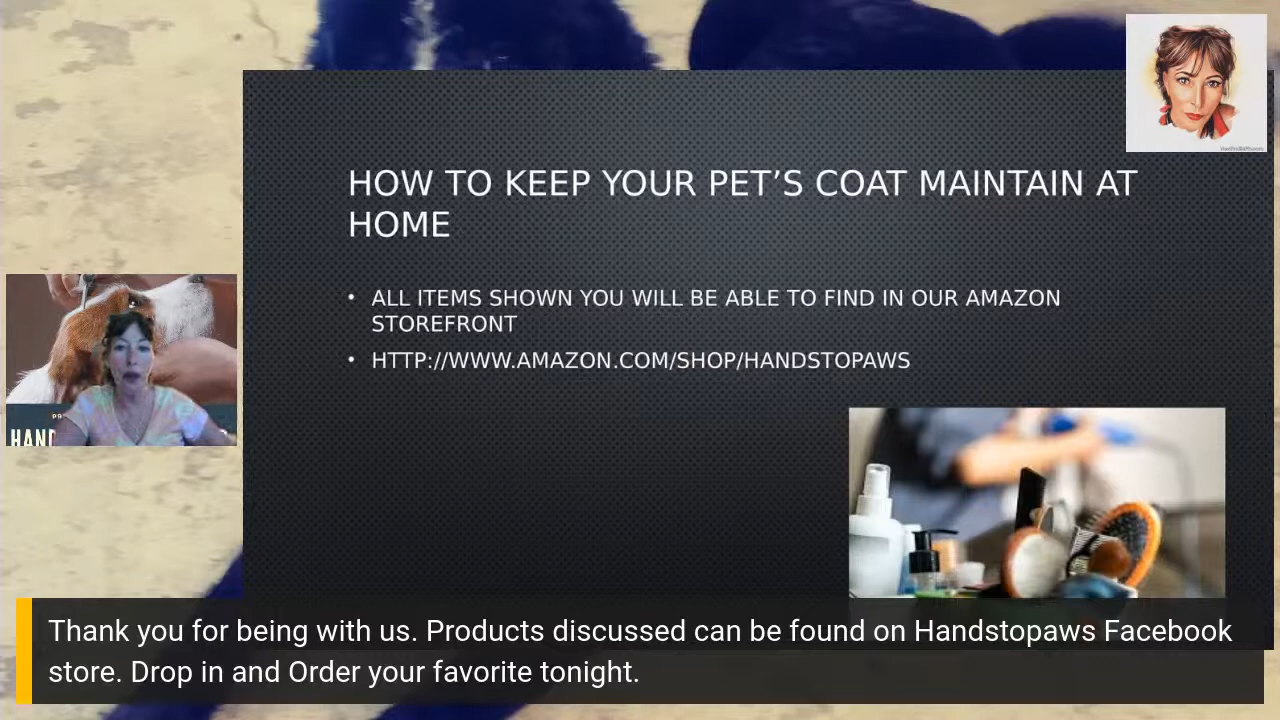 HOW TO KEEP YOUR PET'S COAT MAINTAIN AT
HOME
• ALL ITEMS SHOWN YOU WILL BE ABLE TO FIND IN OUR AMAZON
STOREFRONT
• HTTP://WWW.AMAZON.COM/SHOP/HANDSTOPAWS
PR
HAND
Thank you for being with us. Products discussed can be found on Handstopaws Facebook
store. Drop in and Order your favorite tonight.